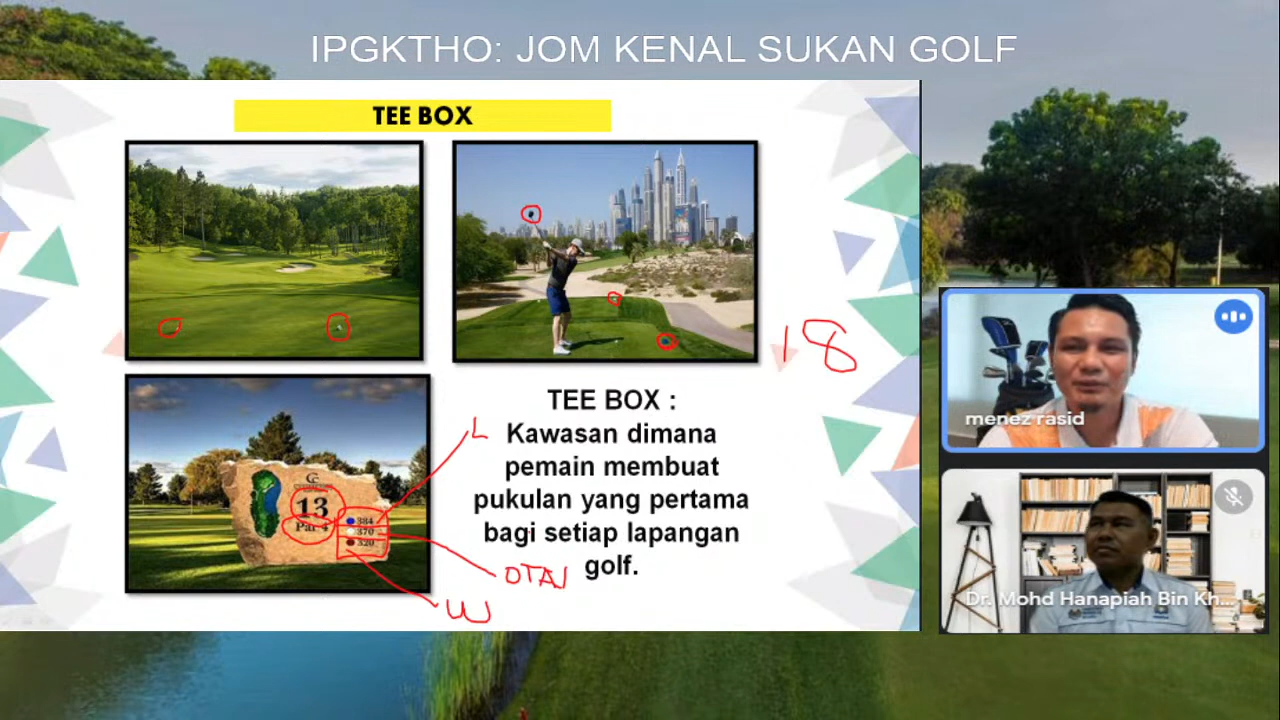 IPGKTHO: JOM KENAL SUKAN GOLF
TEE BOX
18
menez rasid
TEE BOX :
Kawasan dimana
pemain membuat
pukulan yang pertama
bagi setiap lapangan
golf.
L
13
Par 4
384
370
320
W
Dr. Mohd Hanapiah Bin Kh...